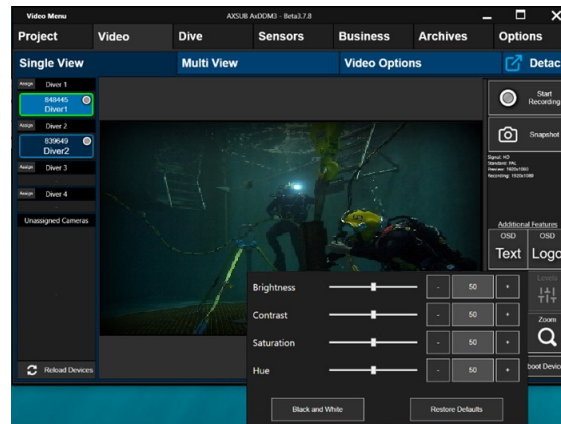 Video Menu
AXSUB AxDDM3 - Beta3.7.8
Project Video Dive Sensors Business Archives Options
Single View Multi View Video Options Detac
Assign Diver 1
848445
Diver1
Assign Diver 2
839649
Diver2
Assign Diver 3
Assign Diver 4
Unassigned Cameras
Reload Devices
Start
Recording
Snapshot
Signal: HD
Standard: PAL
Preview: 1920x1080
Recording: 1920x1080
Additional Features
OSD OSD
Text Logo
Levels
Zoom
boot Device
Brightness - 50 +
Contrast - 50 +
Saturation - 50 +
Hue - 50 +
Black and White Restore Defaults